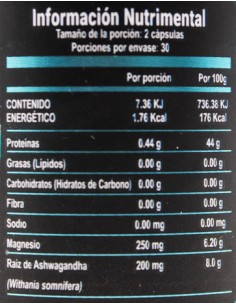 Información Nutrimental
Tamaño de la porción: 2 cápsulas
Porciones por envase: 30
Por porción Por 100g
CONTENIDO 7.36 KJ 736.38 KJ
ENERGÉTICO 1.76 Kcal 176 Kcal
Proteínas 0.44 g 44 g
Grasas (Lípidos) 0.00 g 0.00 g
Carbohidratos (Hidratos de Carbono) 0.00 g 0.00 g
Fibra 0.00 g 0.00 g
Sodio 0.00 mg 0.00 mg
Magnesio 250 mg 6.20 g
Raíz de Ashwagandha 200 mg 8.0 g
(Withania somnifera)